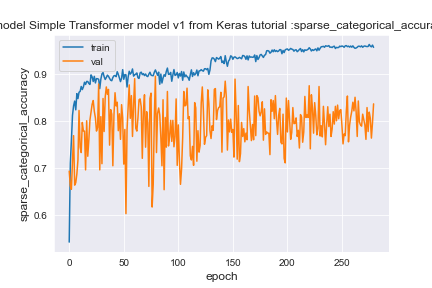 model Simple Transformer model v1 from Keras tutorial :sparse_categorical_accura
train
val
0.9
0.8
0.7
0.6
sparse_categorical_accuracy
0
50
100
150
200
250
epoch